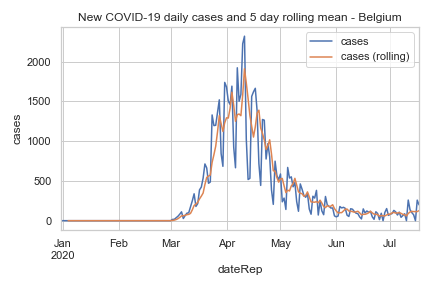 New COVID-19 daily cases and 5 day rolling mean - Belgium
cases
cases (rolling)
cases
2000
1500
1000
500
0
Jan
2020
Feb
Mar
Apr
May
Jun
Jul
dateRep